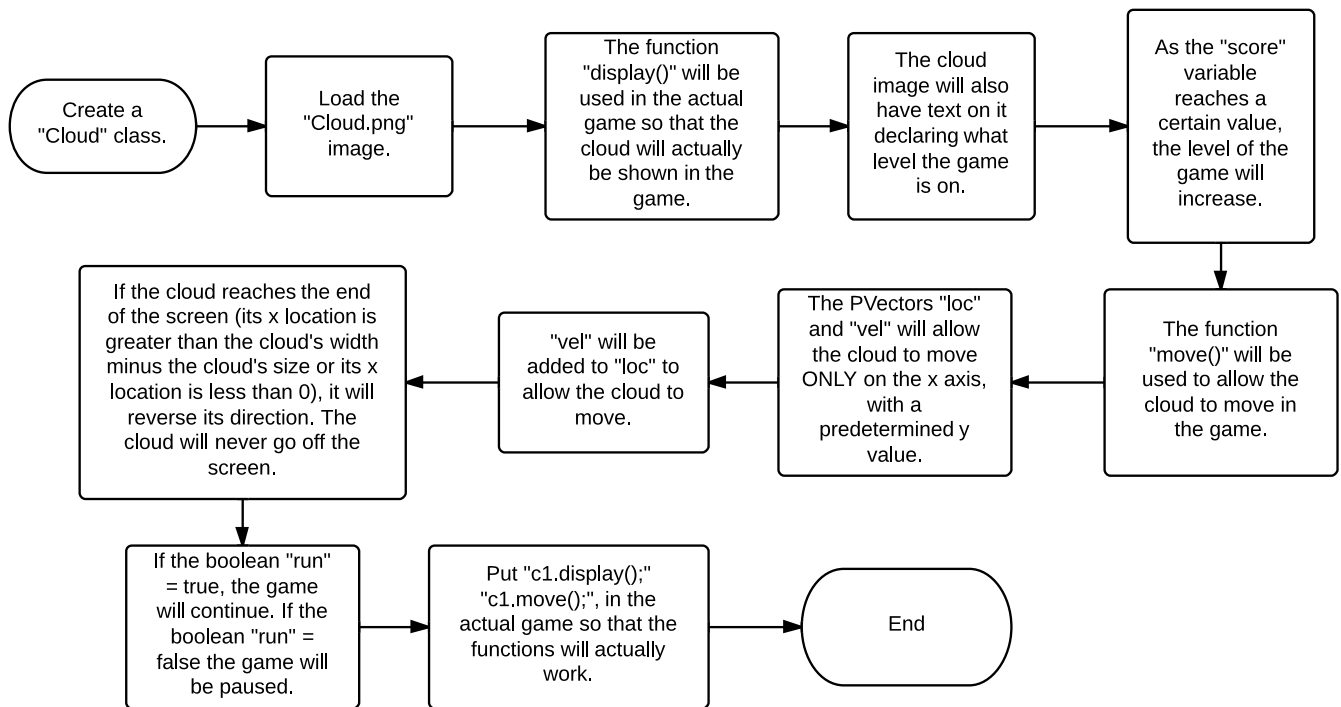 Create a
"Cloud" class.
Load the
"Cloud.png"
image.
The function
"display()" will be
used in the actual
game so that the
cloud will actually
be shown in the
game.
The cloud
image will also
have text on it
declaring what
level the game
is on.
As the "score"
variable
reaches a
certain value,
the level of the
game will
increase.
The function
"move()" will be
used to allow the
cloud to move in
the game.
The PVectors "loc"
and "vel" will allow
the cloud to move
ONLY on the x axis,
with a
predetermined y
value.
"vel" will be
added to "loc" to
allow the cloud to
move.
If the cloud reaches the end
of the screen (its x location is
greater than the cloud's width
minus the cloud's size or its x
location is less than 0), it will
reverse its direction. The
cloud will never go off the
screen.
If the boolean "run"
= true, the game
will continue. If the
boolean "run" =
false the game will
be paused.
Put "c1.display();"
"c1.move();", in the
actual game so that the
functions will actually
work.
End